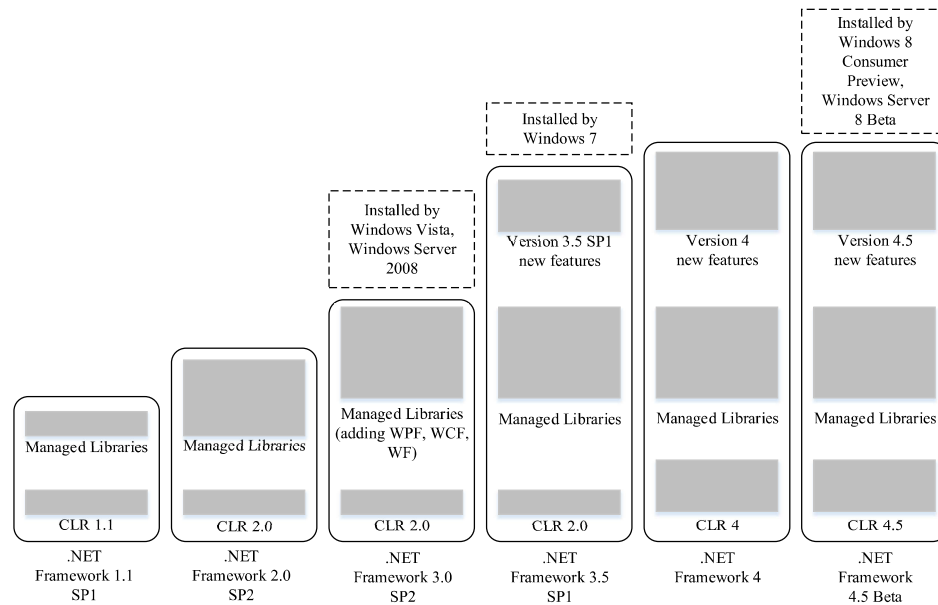 Installed by
Windows 8
Consumer
Preview,
Windows Server
8 Beta
Installed by
Windows 7
Installed by
Windows Vista,
Windows Server
2008
Version 3.5 SP1
new features
Version 4
new features
Version 4.5
new features
Managed Libraries
Managed Libraries
Managed Libraries
(adding WPF, WCF,
WF)
Managed Libraries
Managed Libraries
Managed Libraries
CLR 1.1
CLR 2.0
CLR 2.0
CLR 2.0
CLR 4
CLR 4.5
.NET
Framework 1.1
SP1
.NET
Framework 2.0
SP2
.NET
Framework 3.0
SP2
.NET
Framework 3.5
SP1
.NET
Framework 4
.NET
Framework
4.5 Beta